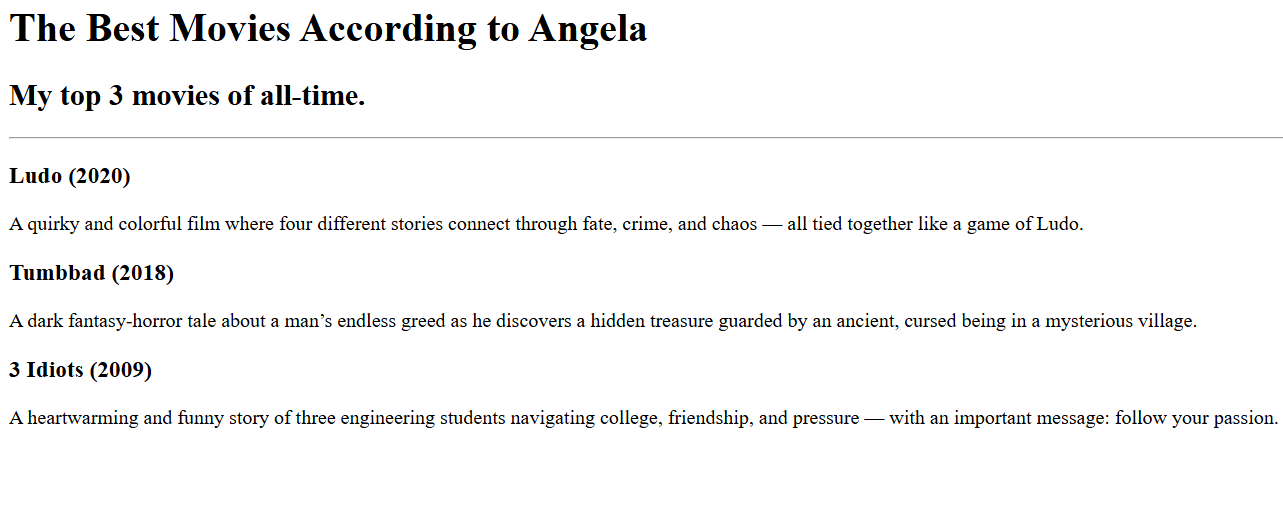 The Best Movies According to Angela
My top 3 movies of all-time.
Ludo (2020)
A quirky and colorful film where four different stories connect through fate, crime, and chaos — all tied together like a game of Ludo.
Tumbbad (2018)
A dark fantasy-horror tale about a man’s endless greed as he discovers a hidden treasure guarded by an ancient, cursed being in a mysterious village.
3 Idiots (2009)
A heartwarming and funny story of three engineering students navigating college, friendship, and pressure — with an important message: follow your passion.